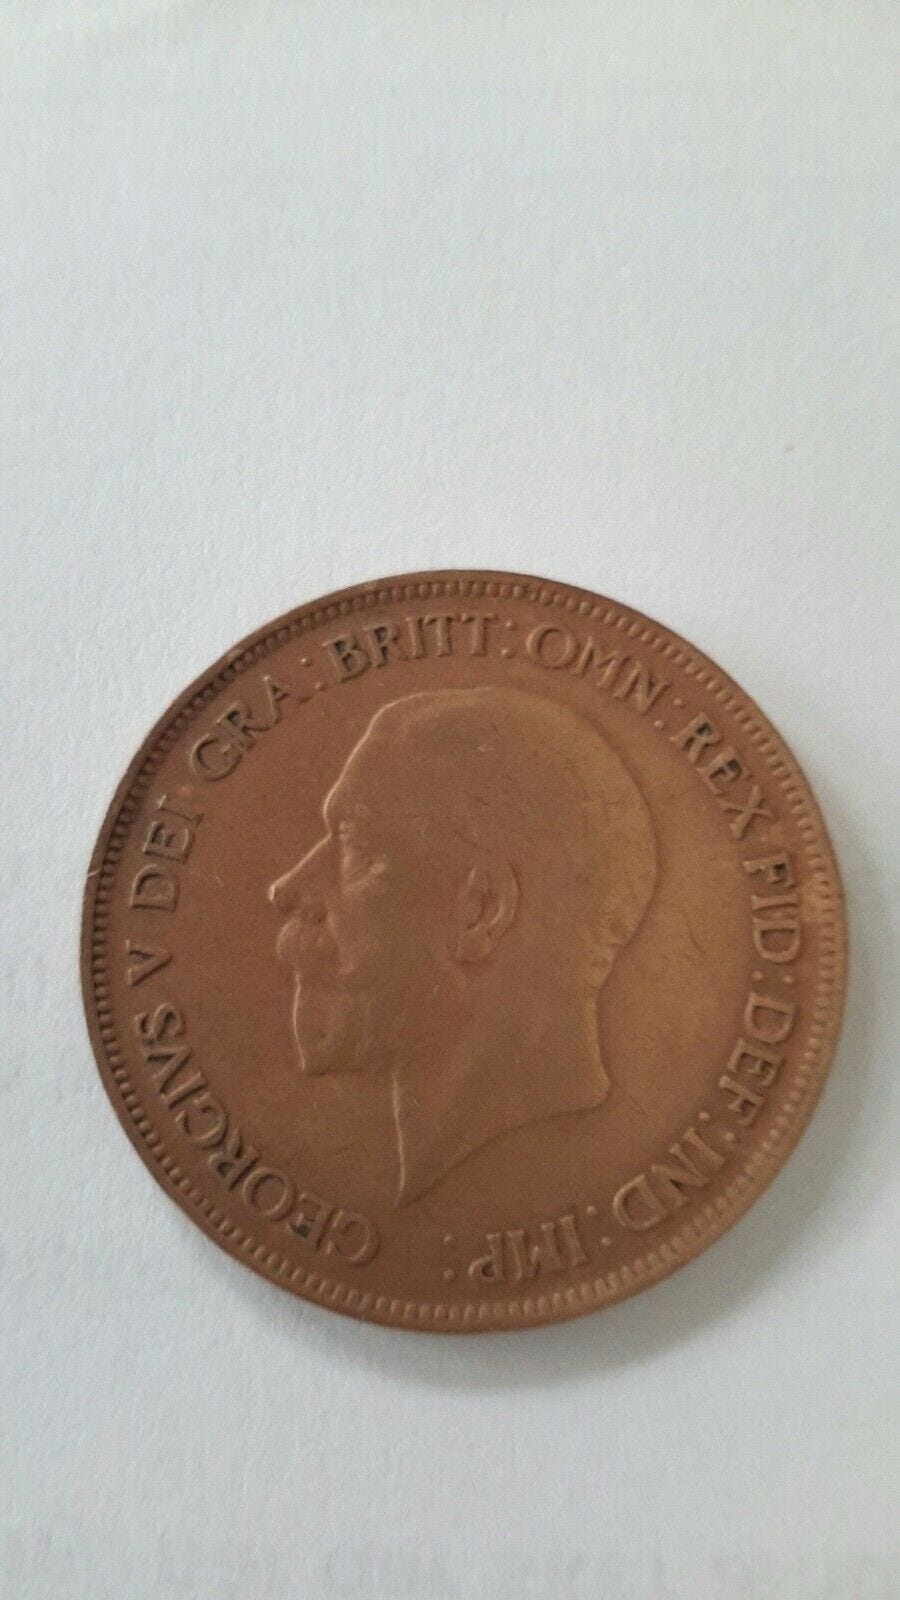 GEORGIVS V DEI GRA: BRITT: OMN: REX FID: DEF: IND: IMP: